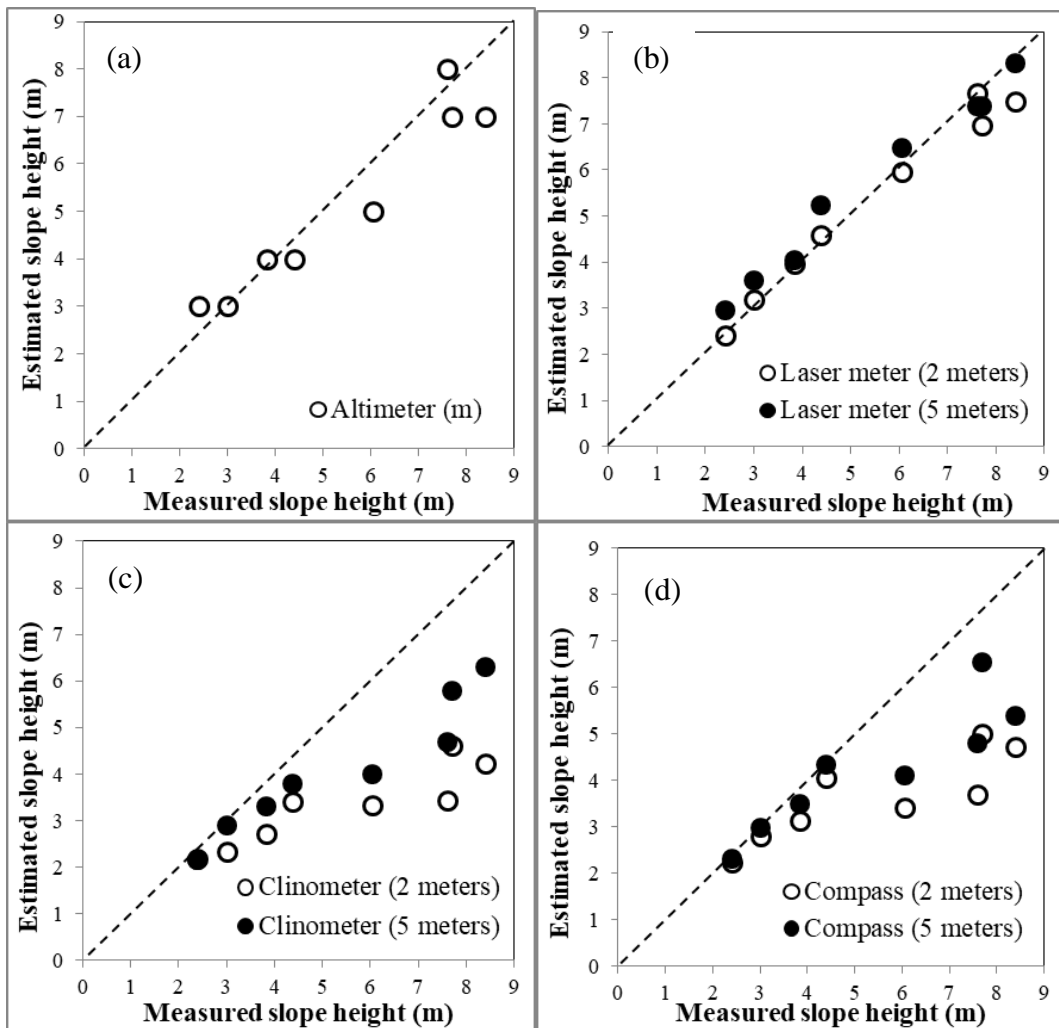 (a)
Estimated slope height (m)
9
8
7
6
5
4
3
2
1
0
Altimeter (m)
0 1 2 3 4 5 6 7 8 9
Measured slope height (m)
(b)
Estimated slope height (m)
9
8
7
6
5
4
3
2
1
0
Laser meter (2 meters)
Laser meter (5 meters)
0 1 2 3 4 5 6 7 8 9
Measured slope height (m)
(c)
Estimated slope height (m)
9
8
7
6
5
4
3
2
1
0
Clinometer (2 meters)
Clinometer (5 meters)
0 1 2 3 4 5 6 7 8 9
Measured slope height (m)
(d)
Estimated slope height (m)
9
8
7
6
5
4
3
2
1
0
Compass (2 meters)
Compass (5 meters)
0 1 2 3 4 5 6 7 8 9
Measured slope height (m)